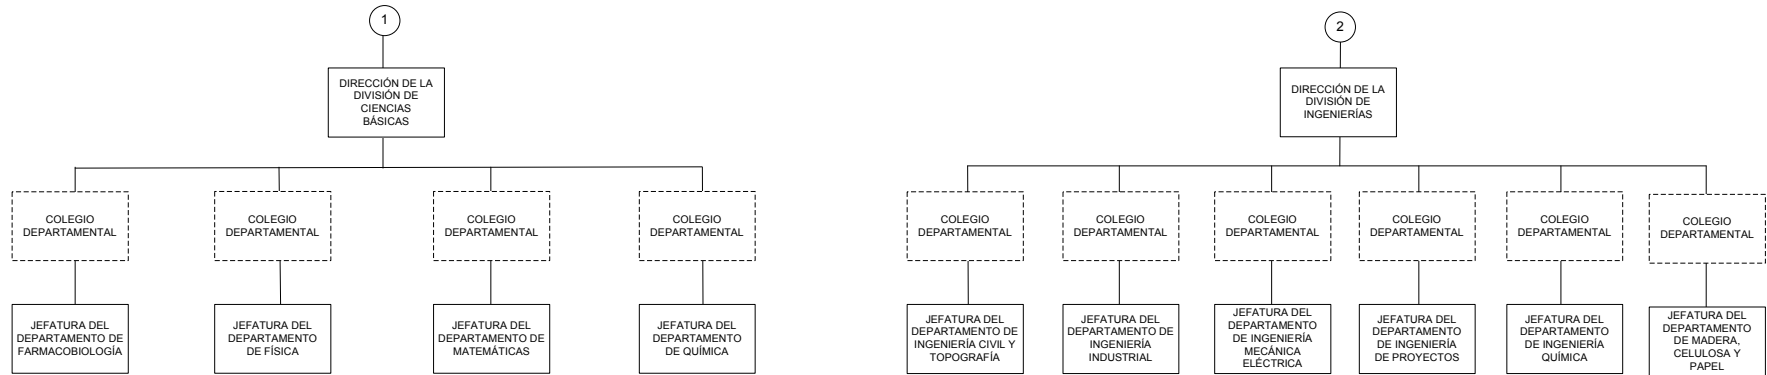 1
DIRECCIÓN DE LA
DIVISIÓN DE
CIENCIAS
BÁSICAS
COLEGIO
DEPARTAMENTAL
COLEGIO
DEPARTAMENTAL
COLEGIO
DEPARTAMENTAL
COLEGIO
DEPARTAMENTAL
JEFATURA DEL
DEPARTAMENTO DE
FARMACOBIOLOGÍA
JEFATURA DEL
DEPARTAMENTO
DE FÍSICA
JEFATURA DEL
DEPARTAMENTO DE
MATEMÁTICAS
JEFATURA DEL
DEPARTAMENTO
DE QUÍMICA
2
DIRECCIÓN DE LA
DIVISIÓN DE
INGENIERÍAS
COLEGIO
DEPARTAMENTAL
COLEGIO
DEPARTAMENTAL
COLEGIO
DEPARTAMENTAL
COLEGIO
DEPARTAMENTAL
COLEGIO
DEPARTAMENTAL
COLEGIO
DEPARTAMENTAL
JEFATURA DEL
DEPARTAMENTO DE
INGENIERÍA CIVIL Y
TOPOGRAFÍA
JEFATURA DEL
DEPARTAMENTO DE
INGENIERÍA
INDUSTRIAL
JEFATURA DEL
DEPARTAMENTO
DE INGENIERÍA
MECÁNICA
ELÉCTRICA
JEFATURA DEL
DEPARTAMENTO
DE INGENIERÍA
DE PROYECTOS
JEFATURA DEL
DEPARTAMENTO
DE INGENIERÍA
QUÍMICA
JEFATURA DEL
DEPARTAMENTO
DE MADERA,
CELULOSA Y
PAPEL